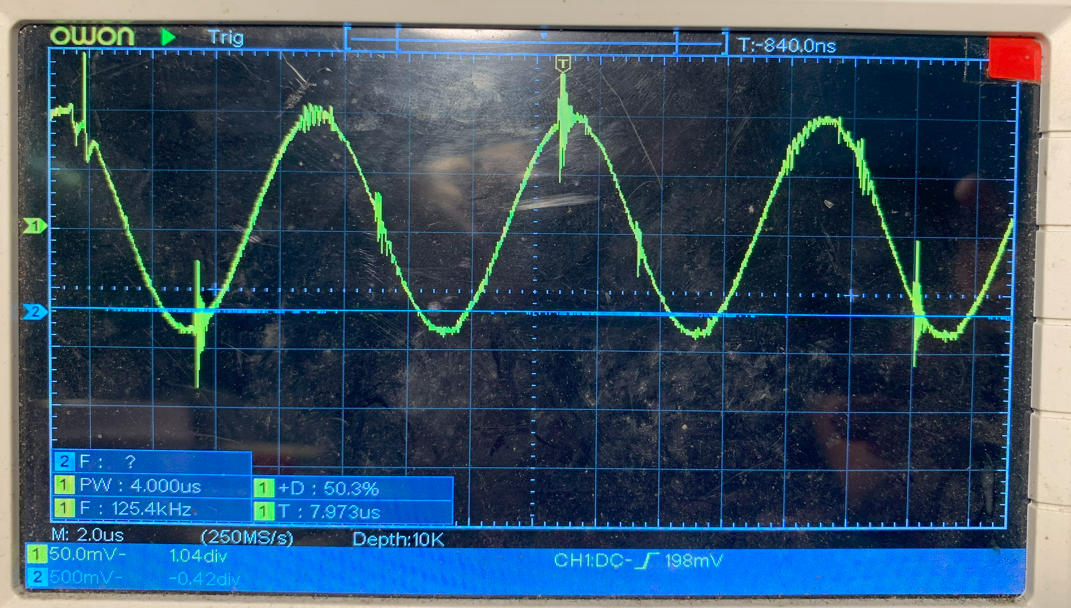 owon Trig T:-840.0ns
T
1
2
2 F : ?
1 PW : 4.000us 1 +D : 50.3%
1 F : 125.4kHz 1 T : 7.973us
M: 2.0us (250MS/s) Depth:10K
1 50.0mV- 1.04div CH1:DC- 198mV
2 500mV- -0.42div